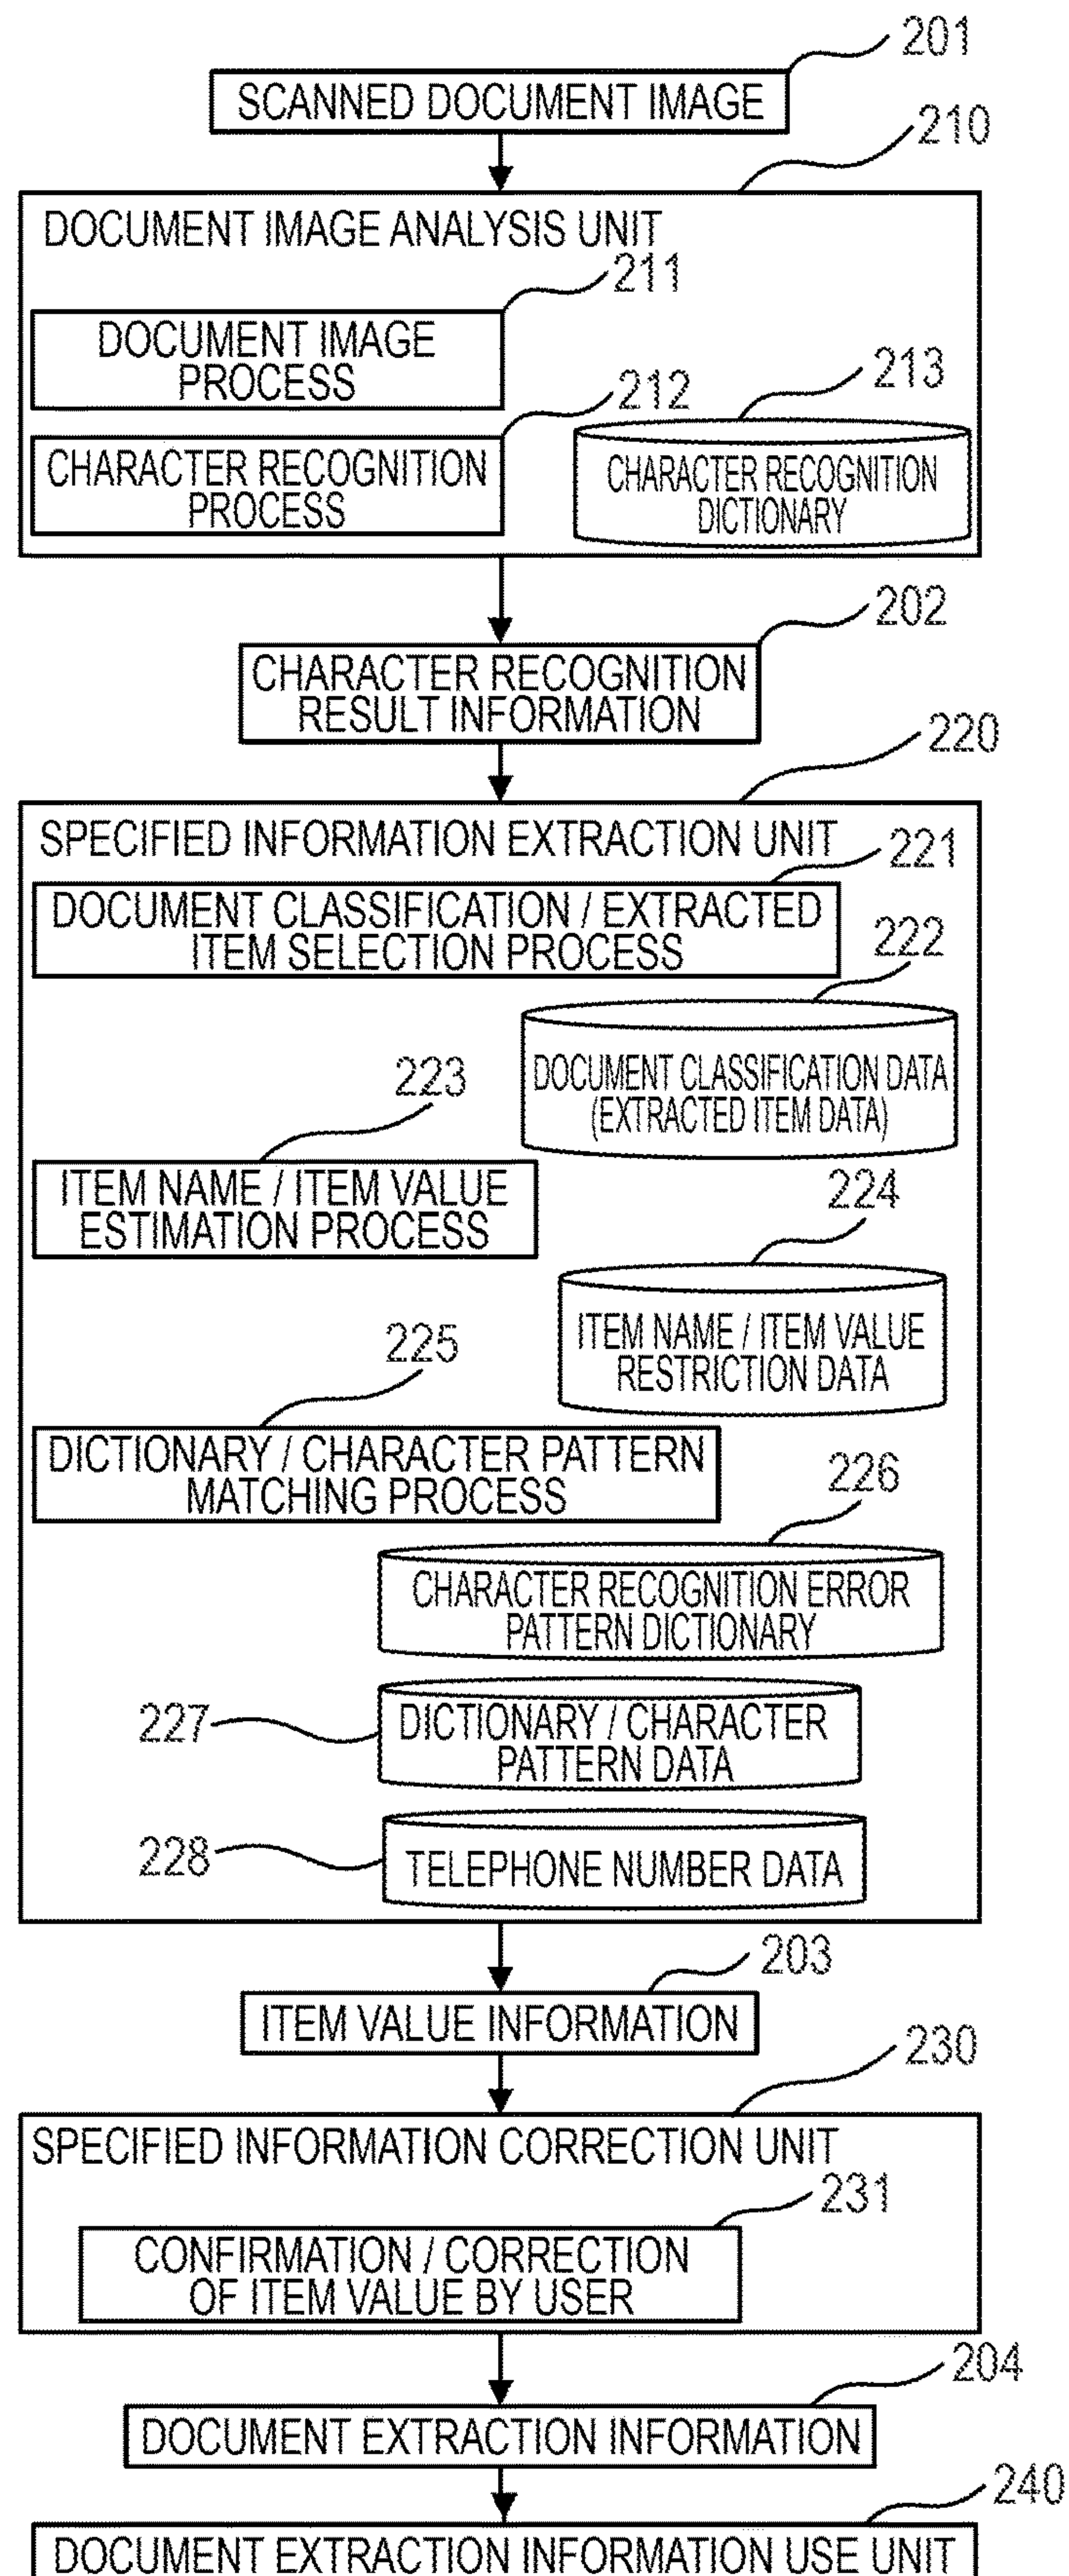 201
SCANNED DOCUMENT IMAGE
210
DOCUMENT IMAGE ANALYSIS UNIT
211
DOCUMENT IMAGE
PROCESS
212
213
CHARACTER RECOGNITION
PROCESS
CHARACTER RECOGNITION
DICTIONARY
202
CHARACTER RECOGNITION
RESULT INFORMATION
220
SPECIFIED INFORMATION EXTRACTION UNIT
221
DOCUMENT CLASSIFICATION / EXTRACTED
ITEM SELECTION PROCESS
222
DOCUMENT CLASSIFICATION DATA
(EXTRACTED ITEM DATA)
223
ITEM NAME / ITEM VALUE
ESTIMATION PROCESS
224
ITEM NAME / ITEM VALUE
RESTRICTION DATA
225
DICTIONARY / CHARACTER PATTERN
MATCHING PROCESS
226
CHARACTER RECOGNITION ERROR
PATTERN DICTIONARY
227
DICTIONARY / CHARACTER
PATTERN DATA
228
TELEPHONE NUMBER DATA
203
ITEM VALUE INFORMATION
230
SPECIFIED INFORMATION CORRECTION UNIT
231
CONFIRMATION / CORRECTION
OF ITEM VALUE BY USER
204
DOCUMENT EXTRACTION INFORMATION
240
DOCUMENT EXTRACTION INFORMATION USE UNIT